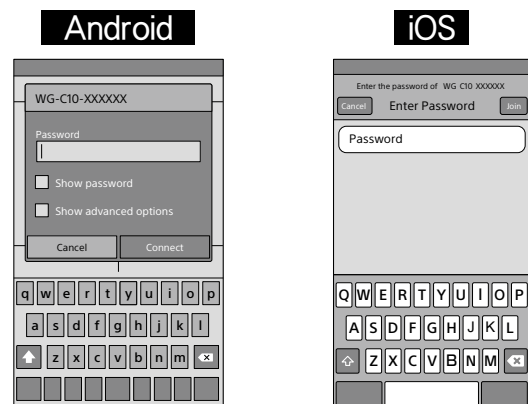 Android
WG-C10-XXXXXX
Password
Show password
Show advanced options
Cancel Connect
q w e r t y u i o p
a s d f g h j k l
z x c v b n m
iOS
Enter the password of WG C10 XXXXXX
Cancel Enter Password Join
Password
Q W E R T Y U I O P
A S D F G H J K L
Z X C V B N M